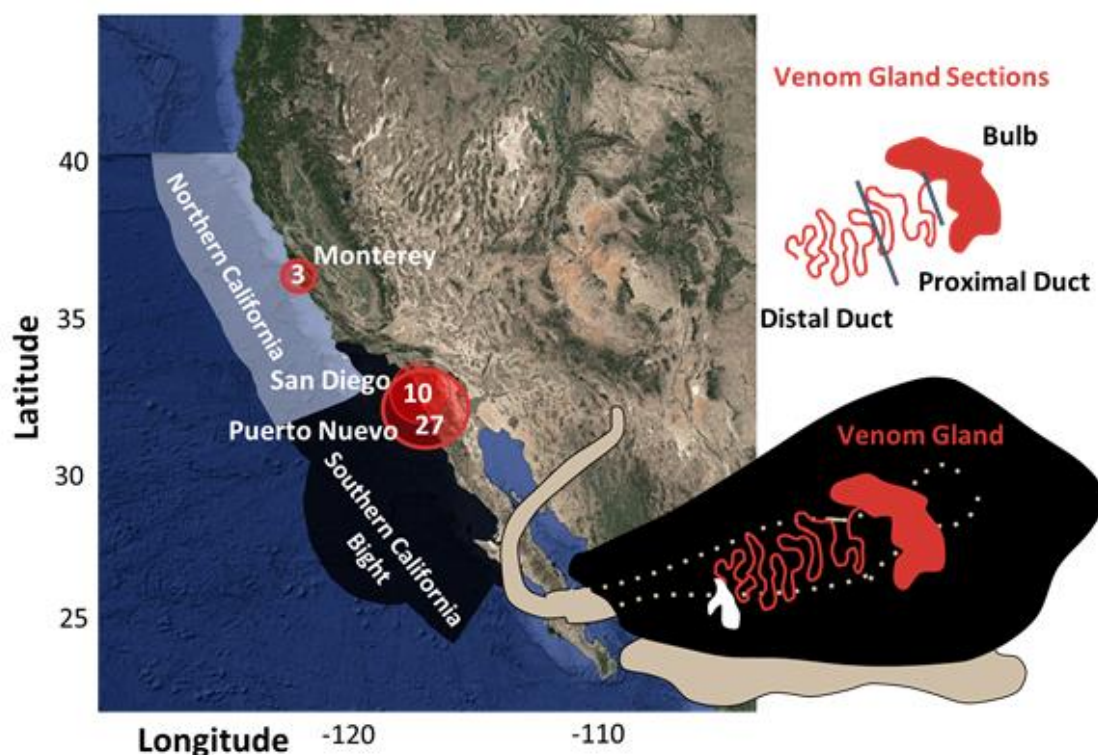 Venom Gland Sections
Bulb
Proximal Duct
Distal Duct
Latitude
40
35
30
25
Northern California
Monterey
3
San Diego
10
Puerto Nuevo
27
Southern California
Bight
Venom Gland
Longitude
-120
-110